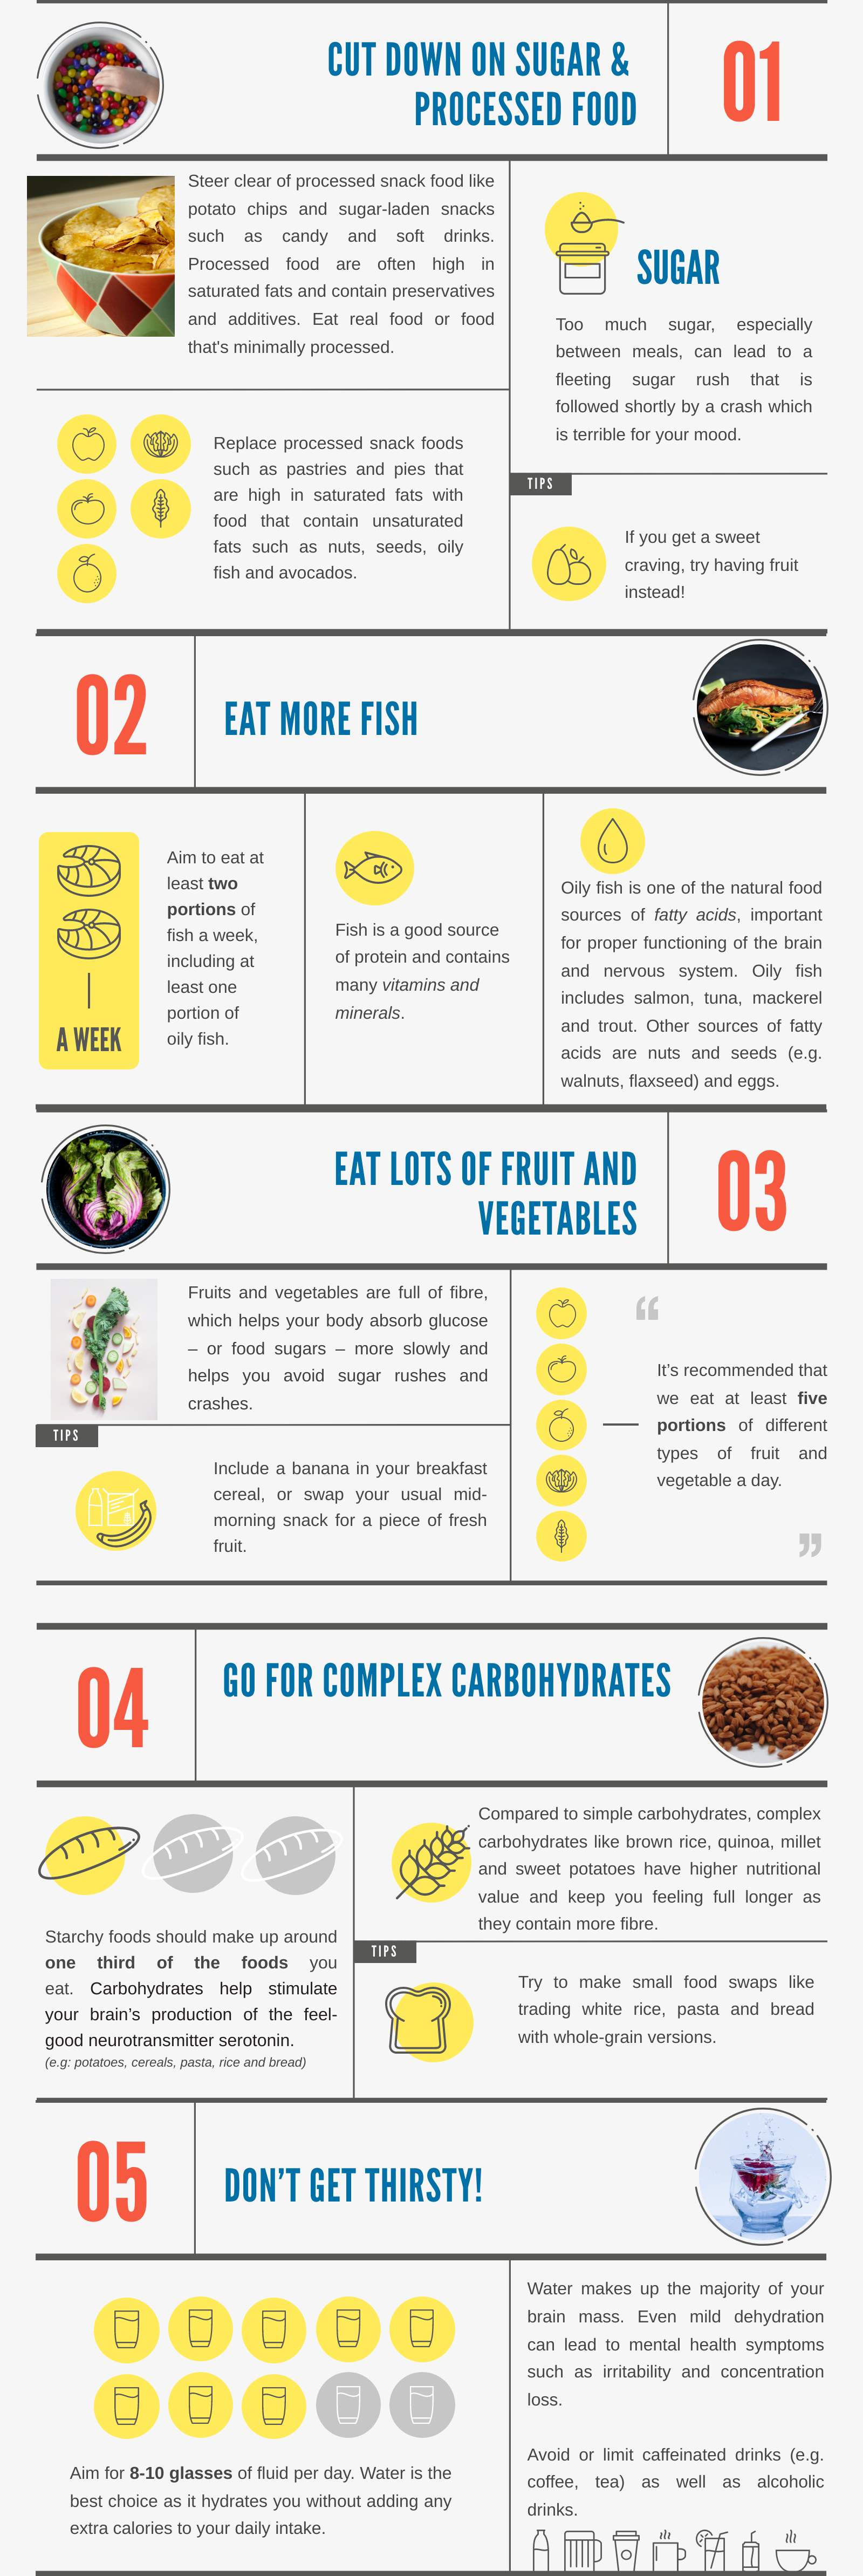 CUT DOWN ON SUGAR &
PROCESSED FOOD
01
Steer clear of processed snack food like
potato chips and sugar-laden snacks
such as candy and soft drinks.
Processed food are often high in
saturated fats and contain preservatives
and additives. Eat real food or food
that's minimally processed.
SUGAR
Too much sugar, especially
between meals, can lead to a
fleeting sugar rush that is
followed shortly by a crash which
is terrible for your mood.
Replace processed snack foods
such as pastries and pies that
are high in saturated fats with
food that contain unsaturated
fats such as nuts, seeds, oily
fish and avocados.
TIPS
If you get a sweet
craving, try having fruit
instead!
02
EAT MORE FISH
A WEEK
Aim to eat at
least two
portions of
fish a week,
including at
least one
portion of
oily fish.
Fish is a good source
of protein and contains
many vitamins and
minerals.
Oily fish is one of the natural food
sources of fatty acids, important
for proper functioning of the brain
and nervous system. Oily fish
includes salmon, tuna, mackerel
and trout. Other sources of fatty
acids are nuts and seeds (e.g.
walnuts, flaxseed) and eggs.
EAT LOTS OF FRUIT AND
VEGETABLES
03
Fruits and vegetables are full of fibre,
which helps your body absorb glucose
– or food sugars – more slowly and
helps you avoid sugar rushes and
crashes.
TIPS
Include a banana in your breakfast
cereal, or swap your usual mid-
morning snack for a piece of fresh
fruit.
“
It’s recommended that
we eat at least five
portions of different
types of fruit and
vegetable a day.
”
04
GO FOR COMPLEX CARBOHYDRATES
Starchy foods should make up around
one third of the foods you
eat. Carbohydrates help stimulate
your brain’s production of the feel-
good neurotransmitter serotonin.
(e.g: potatoes, cereals, pasta, rice and bread)
Compared to simple carbohydrates, complex
carbohydrates like brown rice, quinoa, millet
and sweet potatoes have higher nutritional
value and keep you feeling full longer as
they contain more fibre.
TIPS
Try to make small food swaps like
trading white rice, pasta and bread
with whole-grain versions.
05
DON’T GET THIRSTY!
Aim for 8-10 glasses of fluid per day. Water is the
best choice as it hydrates you without adding any
extra calories to your daily intake.
Water makes up the majority of your
brain mass. Even mild dehydration
can lead to mental health symptoms
such as irritability and concentration
loss.
Avoid or limit caffeinated drinks (e.g.
coffee, tea) as well as alcoholic
drinks.